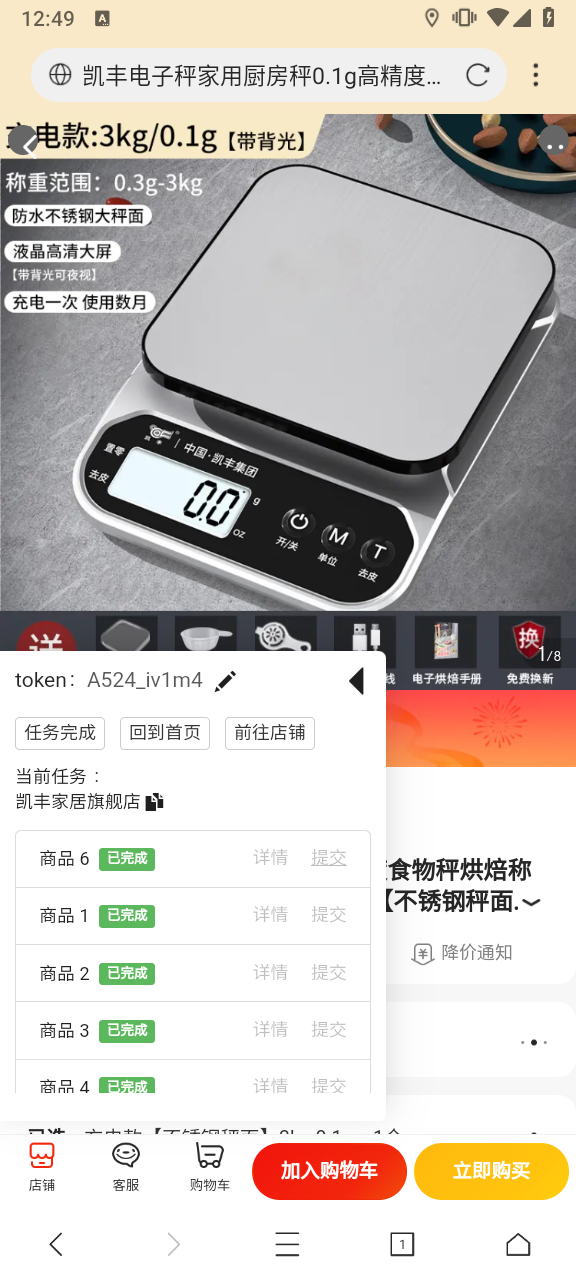 12:49
A
凯丰电子秤家用厨房秤0.1g高精度...
充电款:3kg/0.1g【带背光】
称重范围：0.3g-3kg
防水不锈钢大秤面
液晶高清大屏
【带背光可夜视】
充电一次 使用数月
中国·凯丰集团
置零
去皮
0.0
g
OZ
开/关
M
单位
T
去皮
送
换
线
电子烘焙手册
免费换新
1/8
token： A524_iv1m4
任务完成
回到首页
前往店铺
当前任务：
凯丰家居旗舰店
商品 6 已完成 详情 提交
商品 1 已完成 详情 提交
商品 2 已完成 详情 提交
商品 3 已完成 详情 提交
商品 4 已完成 详情 提交
食物秤烘焙称
【不锈钢秤面.
降价通知
店铺
客服
购物车
加入购物车
立即购买
1